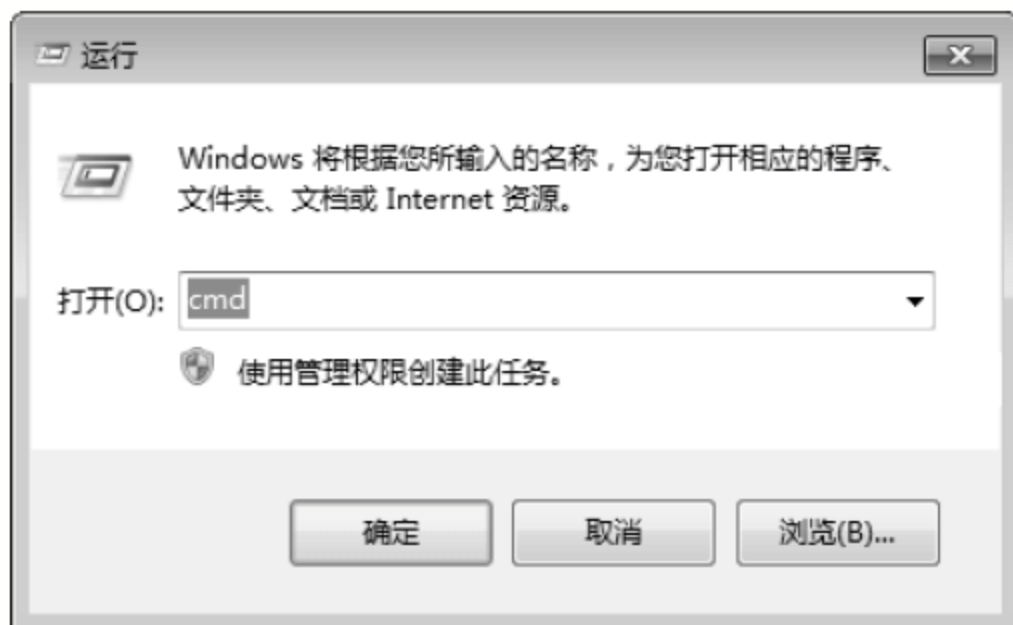 运行
Windows 将根据您所输入的名称，为您打开相应的程序、
文件夹、文档或 Internet 资源。
打开(O): cmd
使用管理权限创建此任务。
确定 取消 浏览(B)...